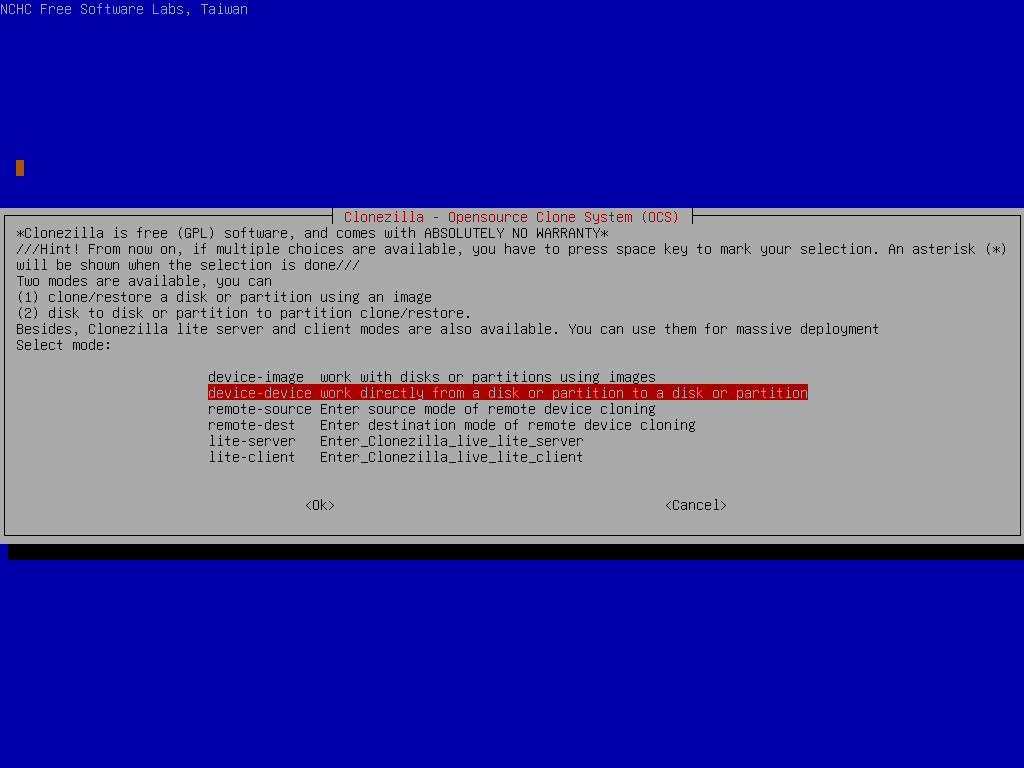 NCHC Free Software Labs, Taiwan
Clonezilla - Opensource Clone System (OCS)
*Clonezilla is free (GPL) software, and comes with ABSOLUTELY NO WARRANTY*
///Hint! From now on, if multiple choices are available, you have to press space key to mark your selection. An asterisk (*)
will be shown when the selection is done///
Two modes are available, you can
(1) clone/restore a disk or partition using an image
(2) disk to disk or partition to partition clone/restore.
Besides, Clonezilla lite server and client modes are also available. You can use them for massive deployment
Select mode:
device-image  work with disks or partitions using images
device-device work directly from a disk or partition to a disk or partition
remote-source Enter source mode of remote device cloning
remote-dest   Enter destination mode of remote device cloning
lite-server   Enter_Clonezilla_live_lite_server
lite-client   Enter_Clonezilla_live_lite_client
<Ok> <Cancel>